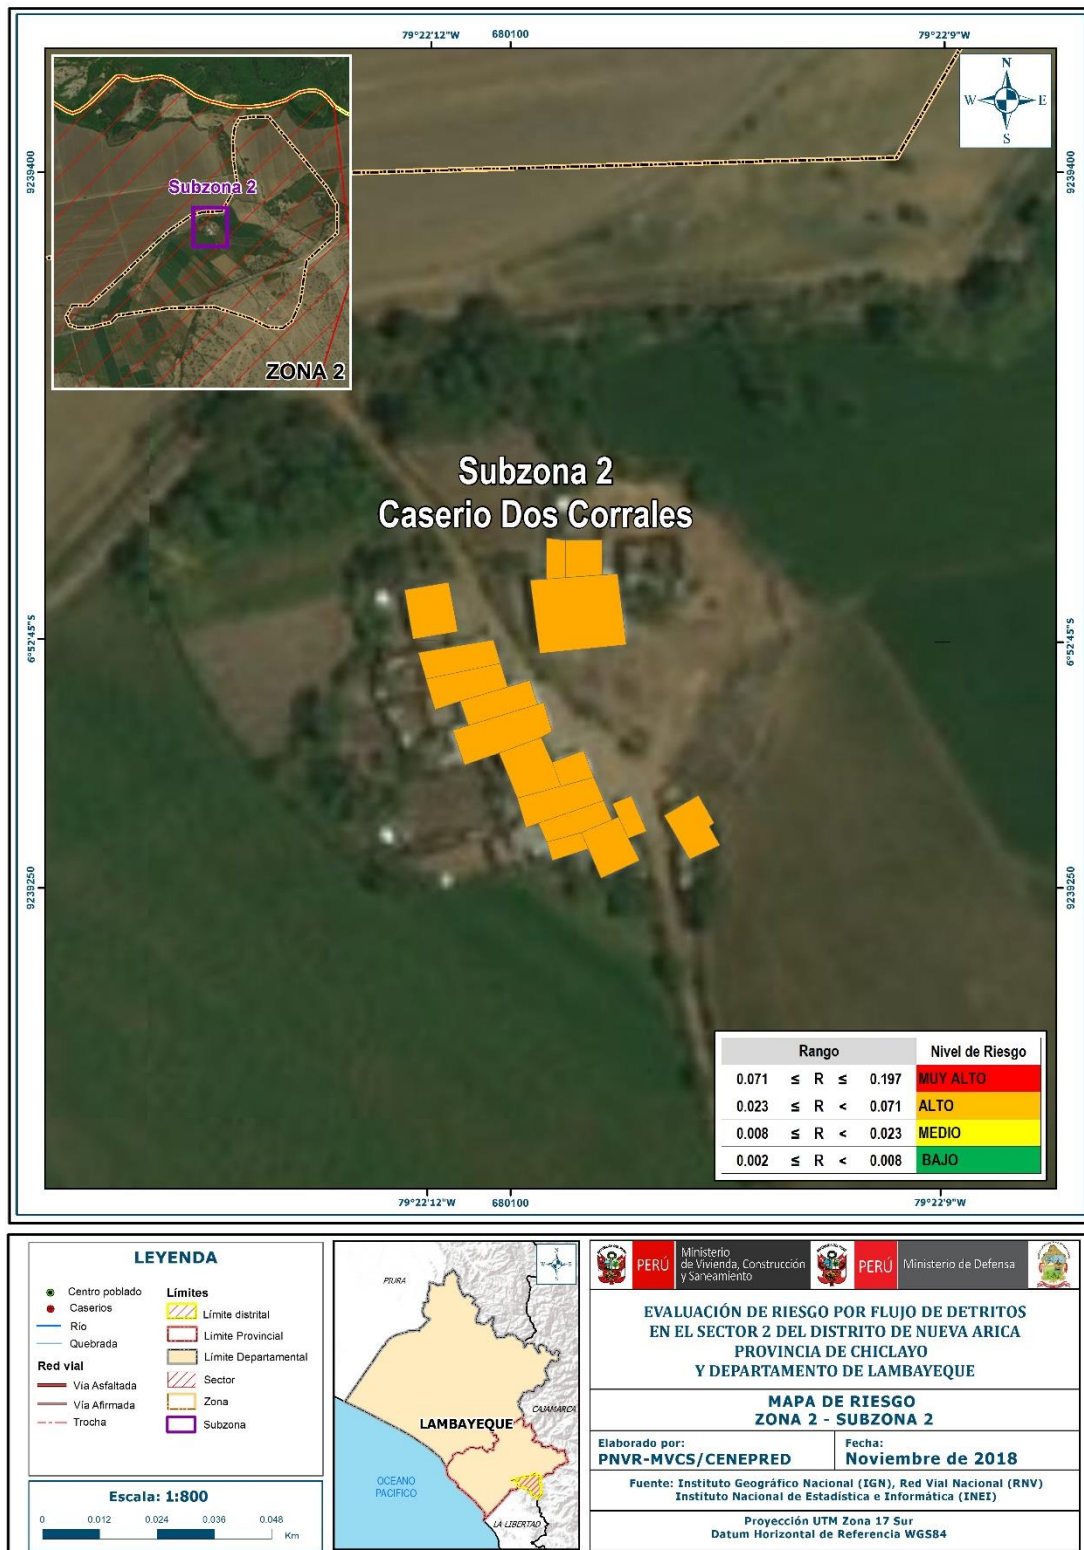 79°22'12"W 680100 79°22'9"W
N
W E
S
9239400 9239400
Subzona 2
ZONA 2
Subzona 2
Caserio Dos Corrales
6°52'45"S 6°52'45"S
9239250 9239250
Rango Nivel de Riesgo
0.071 ≤ R ≤ 0.197 MUY ALTO
0.023 ≤ R < 0.071 ALTO
0.008 ≤ R < 0.023 MEDIO
0.002 ≤ R < 0.008 BAJO
79°22'12"W 680100 79°22'9"W
LEYENDA
Centro poblado
Caserios
Río
Quebrada
Red vial
Vía Asfaltada
Vía Afirmada
Trocha
Límites
Límite distrital
Limite Provincial
Límite Departamental
Sector
Zona
Subzona
Escala: 1:800
0 0.012 0.024 0.036 0.048
Km
PIURA
CAJAMARCA
LAMBAYEQUE
OCEANO
PACIFICO
LA LIBERTAD
PERÚ
Ministerio
de Vivienda, Construcción
y Saneamiento
PERÚ
Ministerio de Defensa
EVALUACIÓN DE RIESGO POR FLUJO DE DETRITOS
EN EL SECTOR 2 DEL DISTRITO DE NUEVA ARICA
PROVINCIA DE CHICLAYO
Y DEPARTAMENTO DE LAMBAYEQUE
MAPA DE RIESGO
ZONA 2 - SUBZONA 2
Elaborado por:
PNVR-MVCS/CENEPRED
Fecha:
Noviembre de 2018
Fuente: Instituto Geográfico Nacional (IGN), Red Vial Nacional (RNV)
Instituto Nacional de Estadística e Informática (INEI)
Proyección UTM Zona 17 Sur
Datum Horizontal de Referencia WGS84